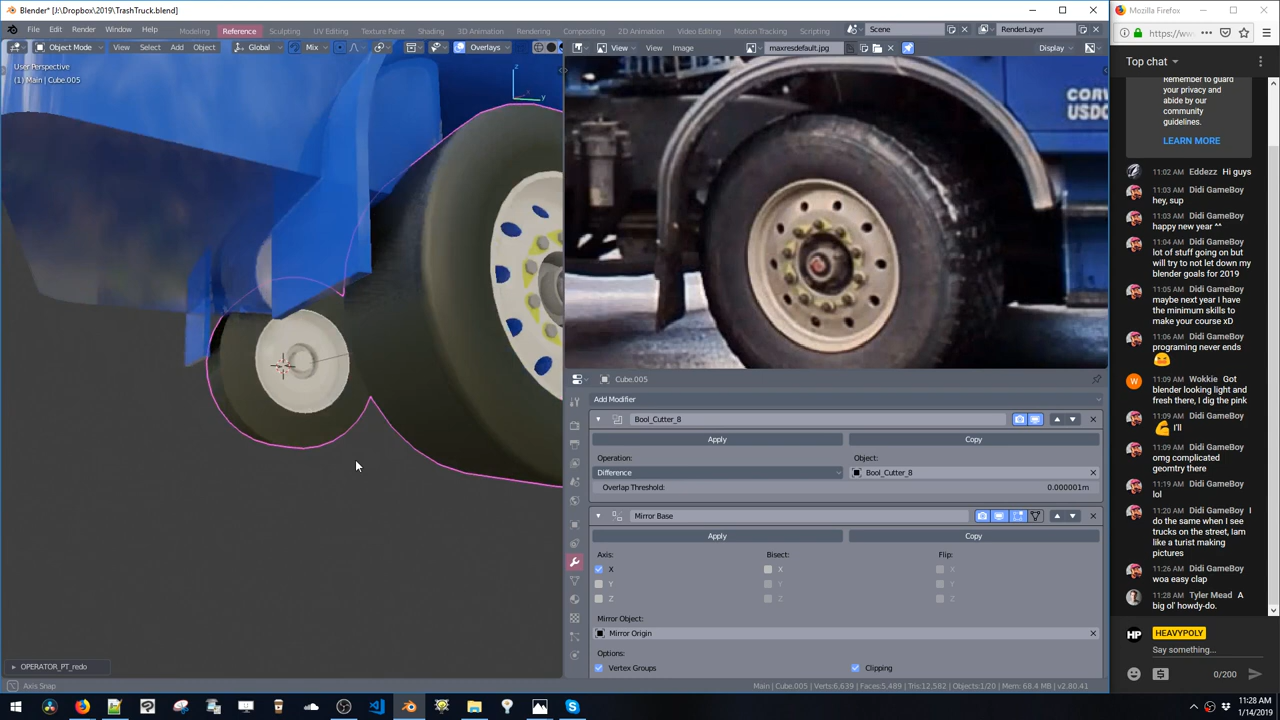 Blender* [J:\Dropbox\2019\TrashTruck.blend]
File Edit Render Window Help
Modeling Reference Sculpting UV Editing Texture Paint Shading Animation Rendering Compositing 2D Animation Video Editing Motion Tracking Scripting
Scene RenderLayer
Object Mode View Select Add Object Global Mix Overlays
View View Image maxresdefault.jpg Display
User Perspective
(1) Main | Cube.005
z
y
CORV
USDO
Cube.005
Add Modifier
Bool_Cutter_8
Apply Copy
Operation: Object:
Difference Bool_Cutter_8
Overlap Threshold: 0.000001m
Mirror Base
Apply Copy
Axis: Bisect: Flip:
X X X
Y Y Y
Z Z Z
Mirror Object:
Mirror Origin
Options:
Vertex Groups Clipping
OPERATOR_PT_redo
Axis Snap
Main | Cube.005 | Verts:6,639 | Faces:5,489 | Tris:12,582 | Objects:1/20 | Mem: 68.4 MB | v2.80.41
Mozilla Firefox
https://ww
Top chat
Remember to guard
your privacy and
abide by our
community
guidelines.
LEARN MORE
11:02 AM Eddezz Hi guys
11:03 AM Didi GameBoy
hey, sup
11:03 AM Didi GameBoy
happy new year ^^
11:04 AM Didi GameBoy
lot of stuff going on but
will try to not let down my
blender goals for 2019
11:05 AM Didi GameBoy
maybe next year I have
the minimum skills to
make your course xD
11:06 AM Didi GameBoy
programing never ends
W
11:09 AM Wokkie Got
blender looking light and
fresh there, I dig the pink
11:09 AM Didi GameBoy
I'll
11:09 AM Didi GameBoy
omg complicated
geomtry there
11:19 AM Didi GameBoy
lol
11:20 AM Didi GameBoy I
do the same when I see
trucks on the street, Iam
like a turist making
pictures
11:26 AM Didi GameBoy
woa easy clap
11:28 AM Tyler Mead A
big ol' howdy-do.
HP
HEAVYPOLY
Say something...
0/200
11:28 AM
1/14/2019